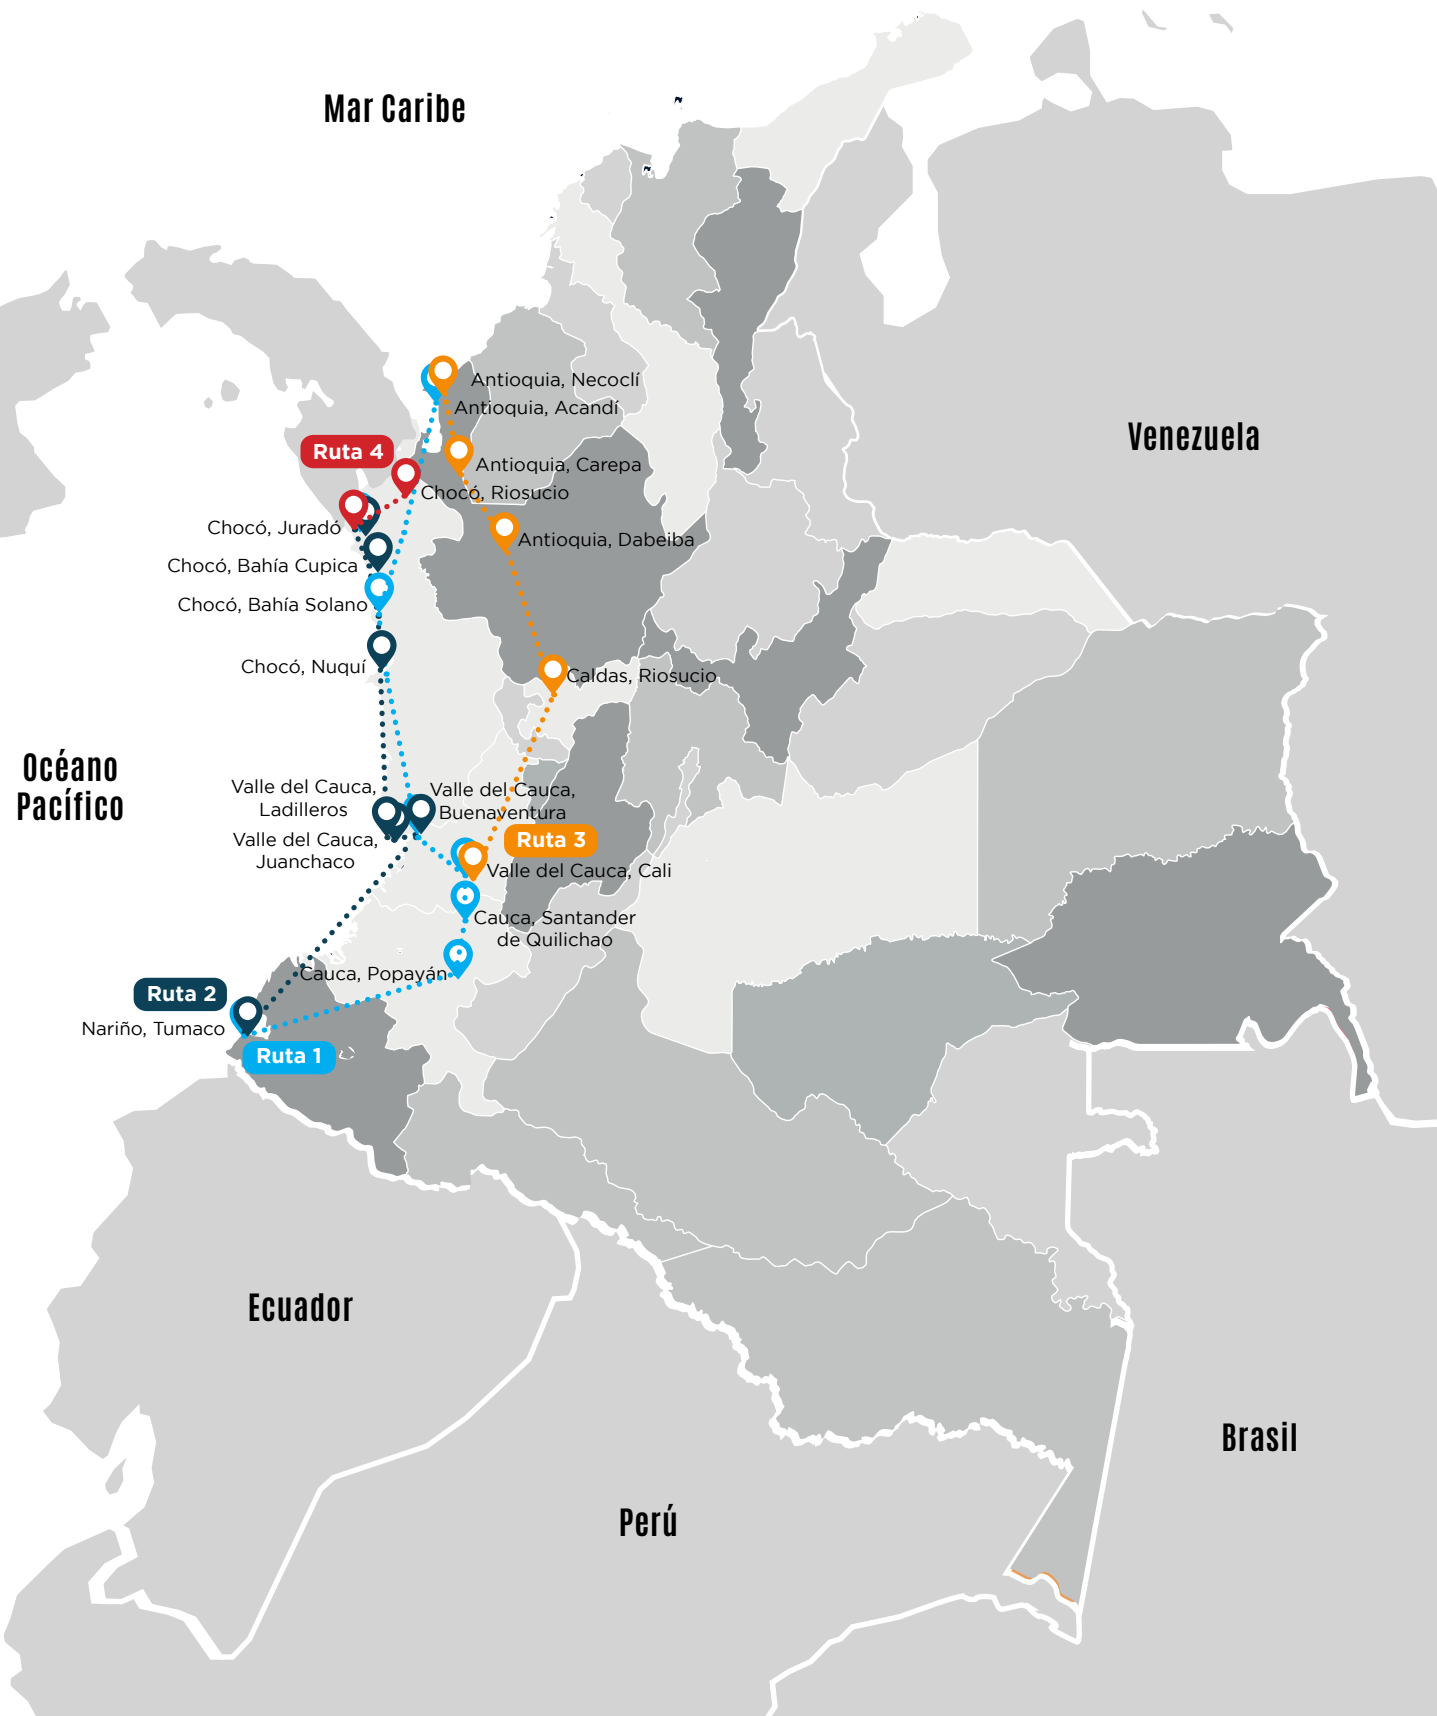 Mar Caribe
Antioquia, Necoclí
Antioquia, Acandí
Venezuela
Ruta 4
Antioquia, Carepa
Chocó, Riosucio
Chocó, Juradó
Antioquia, Dabeiba
Chocó, Bahía Cupica
Chocó, Bahía Solano
Chocó, Nuquí
Caldas, Riosucio
Océano
Pacífico
Valle del Cauca,
Ladilleros
Valle del Cauca,
Buenaventura
Valle del Cauca,
Juanchaco
Ruta 3
Valle del Cauca, Cali
Cauca, Santander
de Quilichao
Cauca, Popayán
Ruta 2
Nariño, Tumaco
Ruta 1
Ecuador
Brasil
Perú